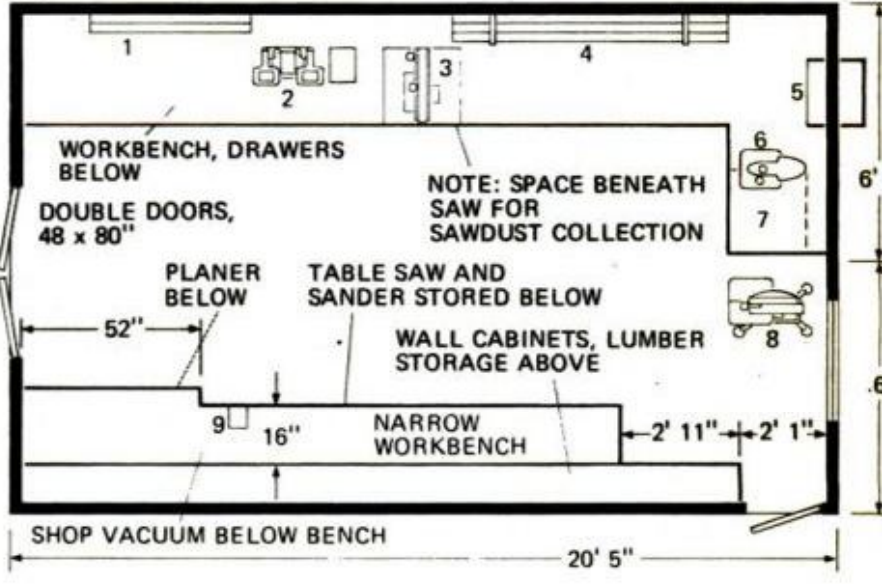 1
2
3
4
5
6
7
8
6'
WORKBENCH, DRAWERS
BELOW
NOTE: SPACE BENEATH
SAW FOR
SAWDUST COLLECTION
DOUBLE DOORS,
48 x 80"
PLANER
BELOW
TABLE SAW AND
SANDER STORED BELOW
52"
WALL CABINETS, LUMBER
STORAGE ABOVE
9
16"
NARROW
WORKBENCH
2' 11"
2' 1"
SHOP VACUUM BELOW BENCH
20' 5"